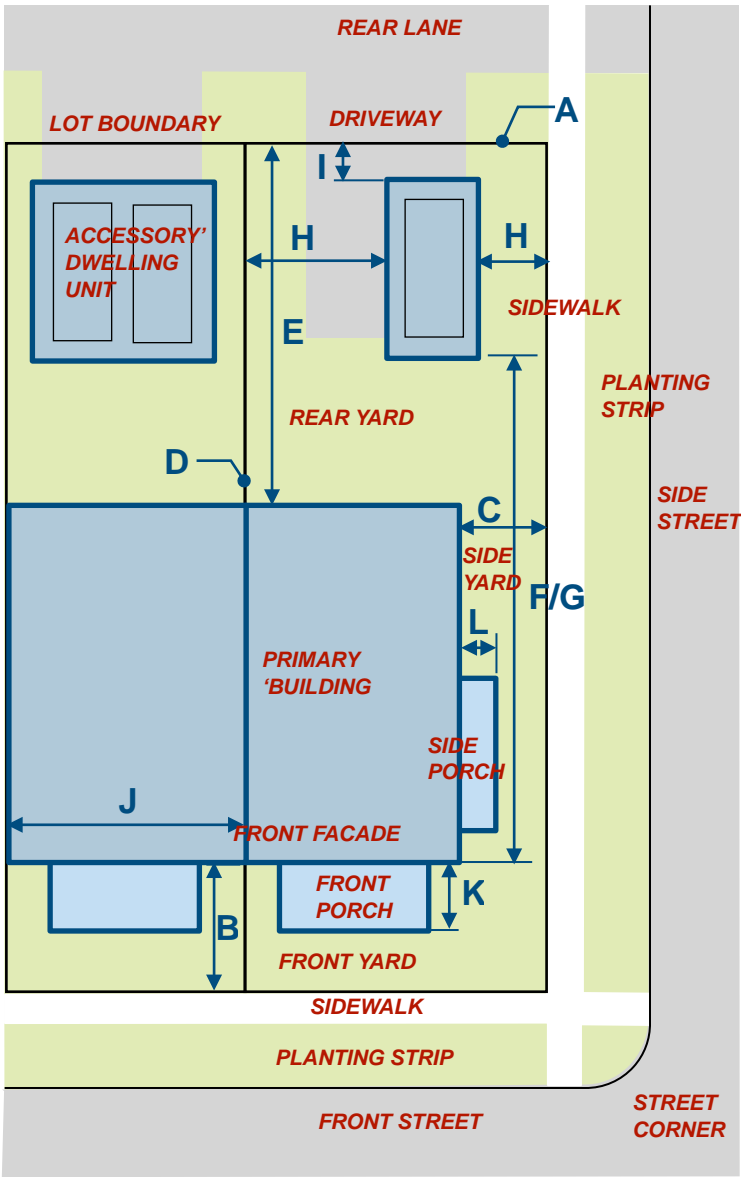 REAR LANE
LOT BOUNDARY
DRIVEWAY
A
I
ACCESSORY'
DWELLING
UNIT
H
H
SIDEWALK
E
PLANTING
STRIP
REAR YARD
D
C
SIDE
STREET
SIDE
YARD
F/G
L
PRIMARY
'BUILDING
SIDE
PORCH
J
FRONT FACADE
FRONT
PORCH
K
B
FRONT YARD
SIDEWALK
PLANTING STRIP
FRONT STREET
STREET
CORNER